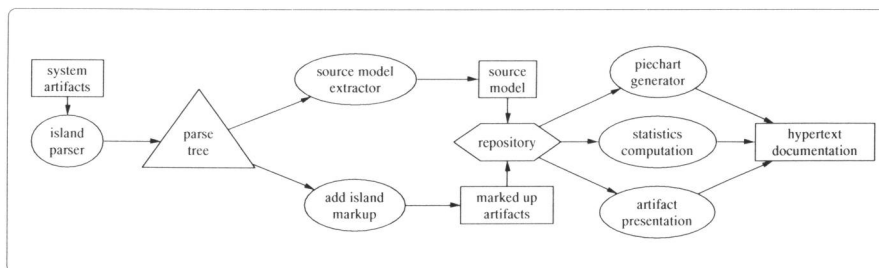 system
artifacts
island
parser
parse
tree
source model
extractor
add island
markup
source
model
repository
marked up
artifacts
piechart
generator
statistics
computation
artifact
presentation
hypertext
documentation